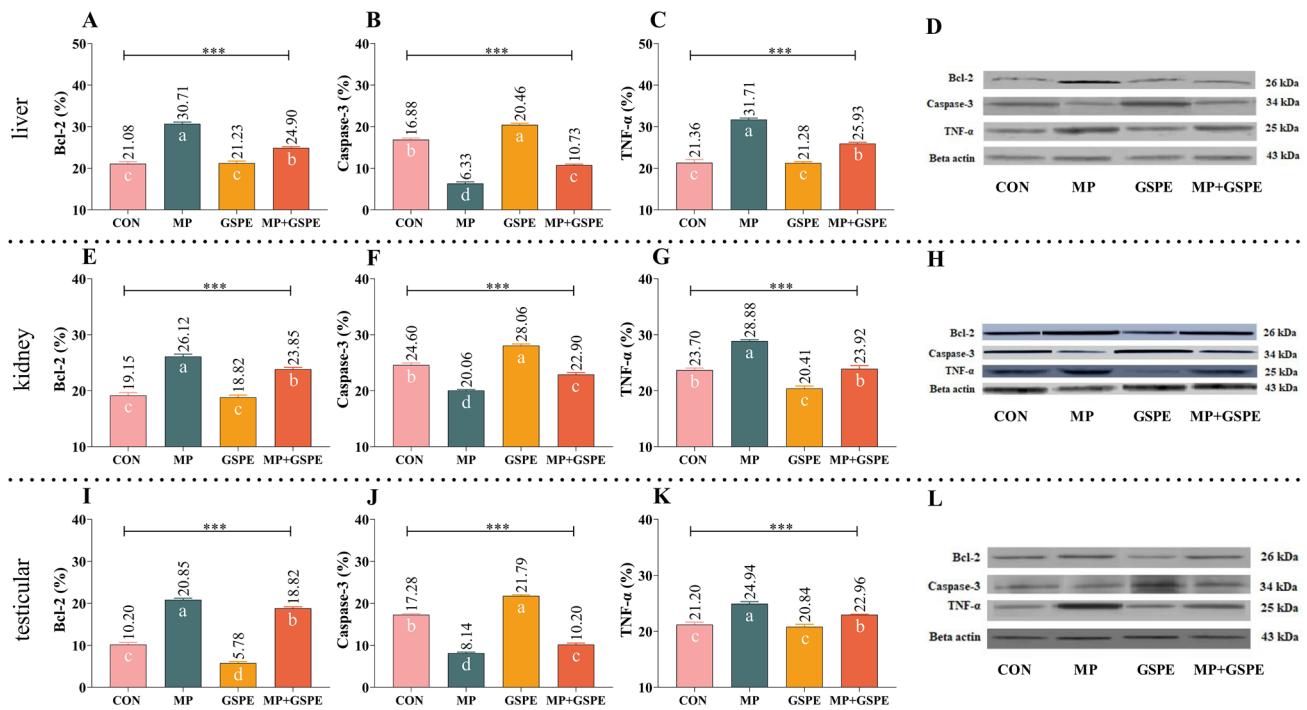 A
B
C
D
liver
Bcl-2 (%)
50
40
30
20
10
***
21.08
30.71
21.23
24.90
c
a
c
b
CON
MP
GSPE
MP+GSPE
Caspase-3 (%)
40
30
20
10
0
***
16.88
6.33
20.46
10.73
b
d
a
c
CON
MP
GSPE
MP+GSPE
TNF-α (%)
50
40
30
20
10
***
21.36
31.71
21.28
25.93
c
a
c
b
CON
MP
GSPE
MP+GSPE
Bcl-2 26 kDa
Caspase-3 34 kDa
TNF-α 25 kDa
Beta actin 43 kDa
CON MP GSPE MP+GSPE
E
F
G
H
kidney
Bcl-2 (%)
40
30
20
10
***
19.15
26.12
18.82
23.85
c
a
c
b
CON
MP
GSPE
MP+GSPE
Caspase-3 (%)
40
30
20
10
***
24.60
20.06
28.06
22.90
b
d
a
c
CON
MP
GSPE
MP+GSPE
TNF-α (%)
40
30
20
10
***
23.70
28.88
20.41
23.92
b
a
c
b
CON
MP
GSPE
MP+GSPE
Bcl-2 26 kDa
Caspase-3 34 kDa
TNF-α 25 kDa
Beta actin 43 kDa
CON MP GSPE MP+GSPE
I
J
K
L
testicular
Bcl-2 (%)
40
30
20
10
0
***
10.20
20.85
5.78
18.82
c
a
d
b
CON
MP
GSPE
MP+GSPE
Caspase-3 (%)
40
30
20
10
0
***
17.28
8.14
21.79
10.20
b
d
a
c
CON
MP
GSPE
MP+GSPE
TNF-α (%)
40
30
20
10
***
21.20
24.94
20.84
22.96
c
a
c
b
CON
MP
GSPE
MP+GSPE
Bcl-2 26 kDa
Caspase-3 34 kDa
TNF-α 25 kDa
Beta actin 43 kDa
CON MP GSPE MP+GSPE